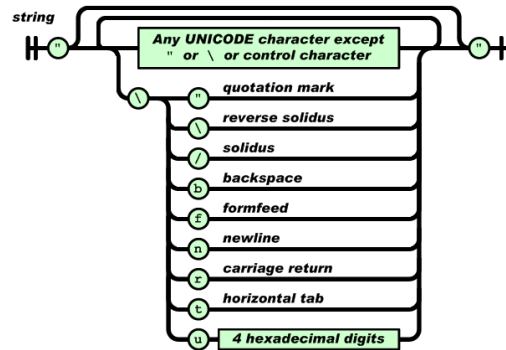 string
" Any UNICODE character except "
" or \ or control character
\ " quotation mark
\ reverse solidus
/ solidus
b backspace
f formfeed
n newline
r carriage return
t horizontal tab
u 4 hexadecimal digits